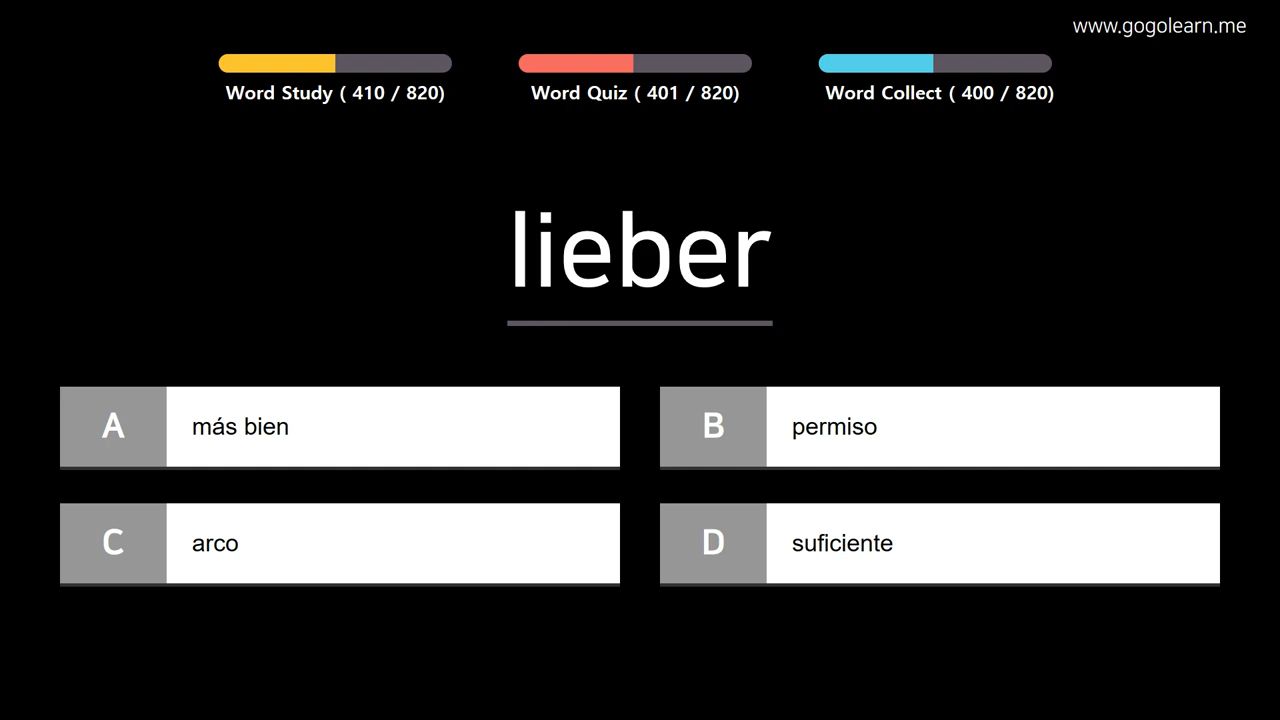 www.gogolearn.me
Word Study ( 410 / 820)
Word Quiz ( 401 / 820)
Word Collect ( 400 / 820)
lieber
A más bien
B permiso
C arco
D suficiente